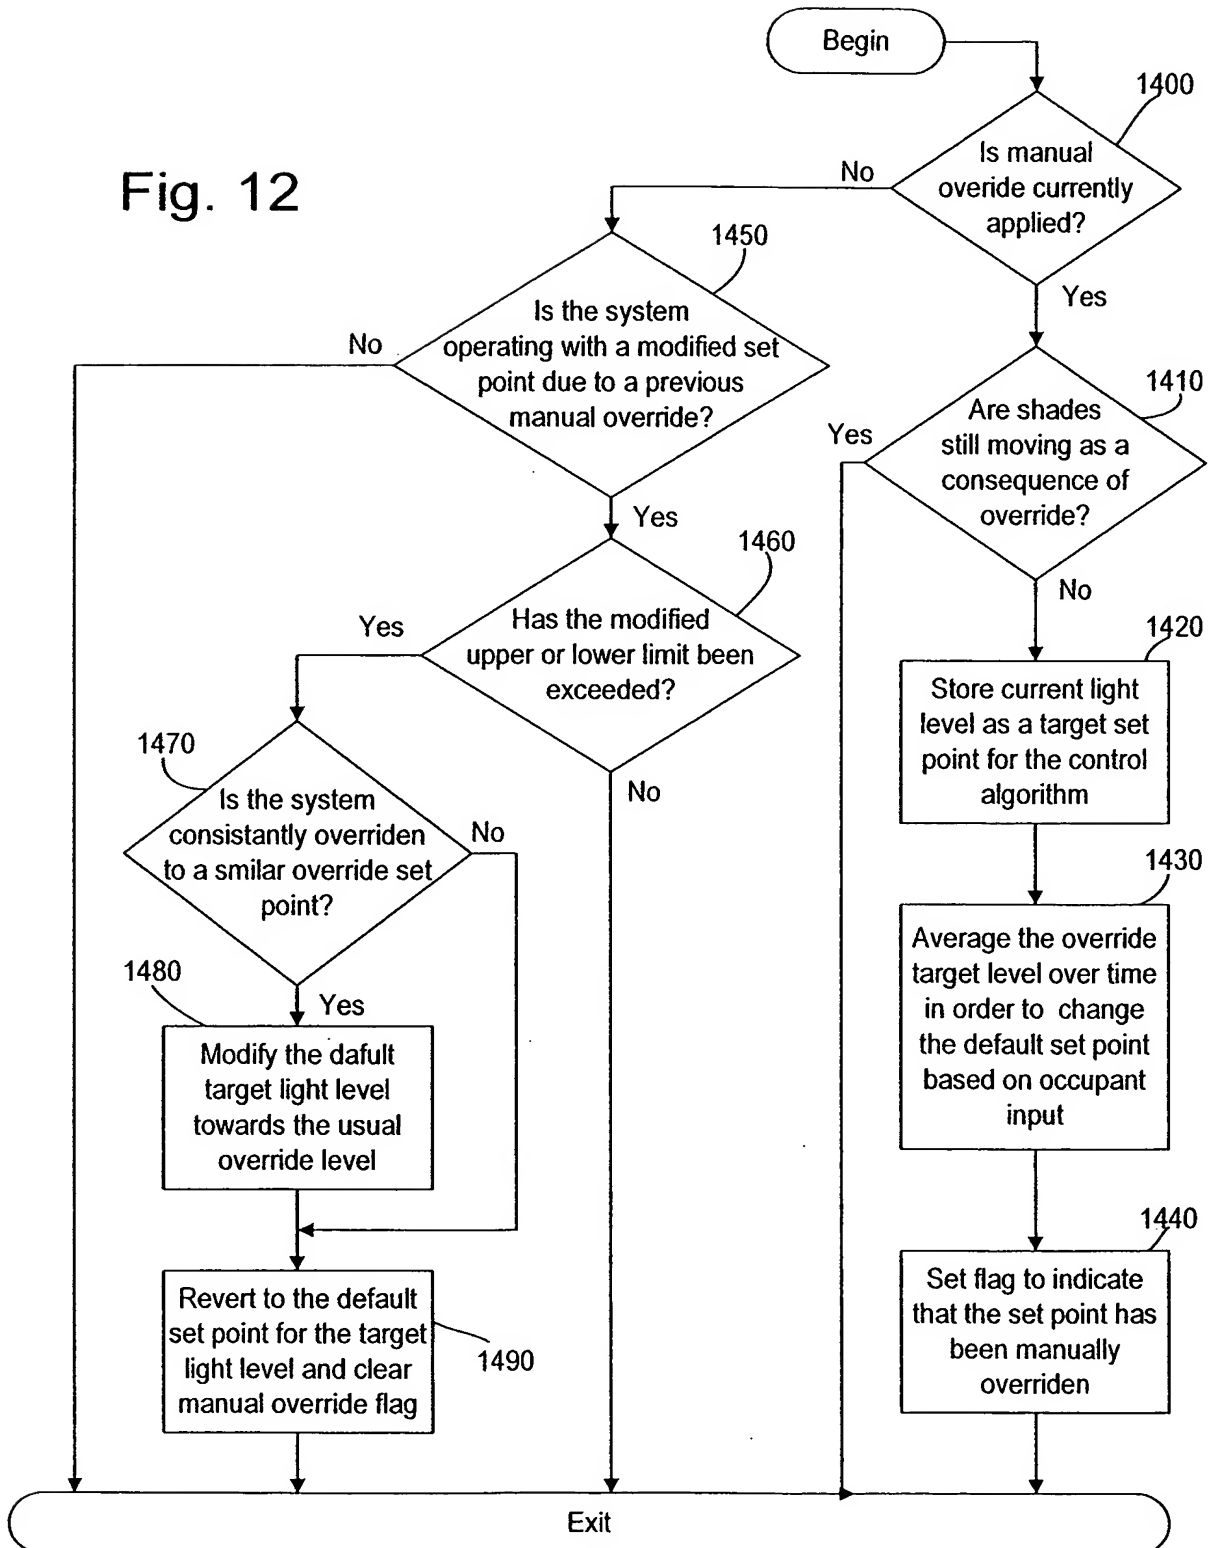 Fig. 12
Begin
1400
Is manual
overide currently
applied?
No
Yes
1450
Is the system
operating with a modified set
point due to a previous
manual override?
No
Yes
1410
Are shades
still moving as a
consequence of
override?
Yes
No
1460
Has the modified
upper or lower limit been
exceeded?
Yes
No
1420
Store current light
level as a target set
point for the control
algorithm
1470
Is the system
consistantly overriden
to a smilar override set
point?
No
Yes
1430
Average the override
target level over time
in order to change
the default set point
based on occupant
input
1480
Modify the dafult
target light level
towards the usual
override level
1440
Set flag to indicate
that the set point has
been manually
overriden
Revert to the default
set point for the target
light level and clear
manual override flag
1490
Exit